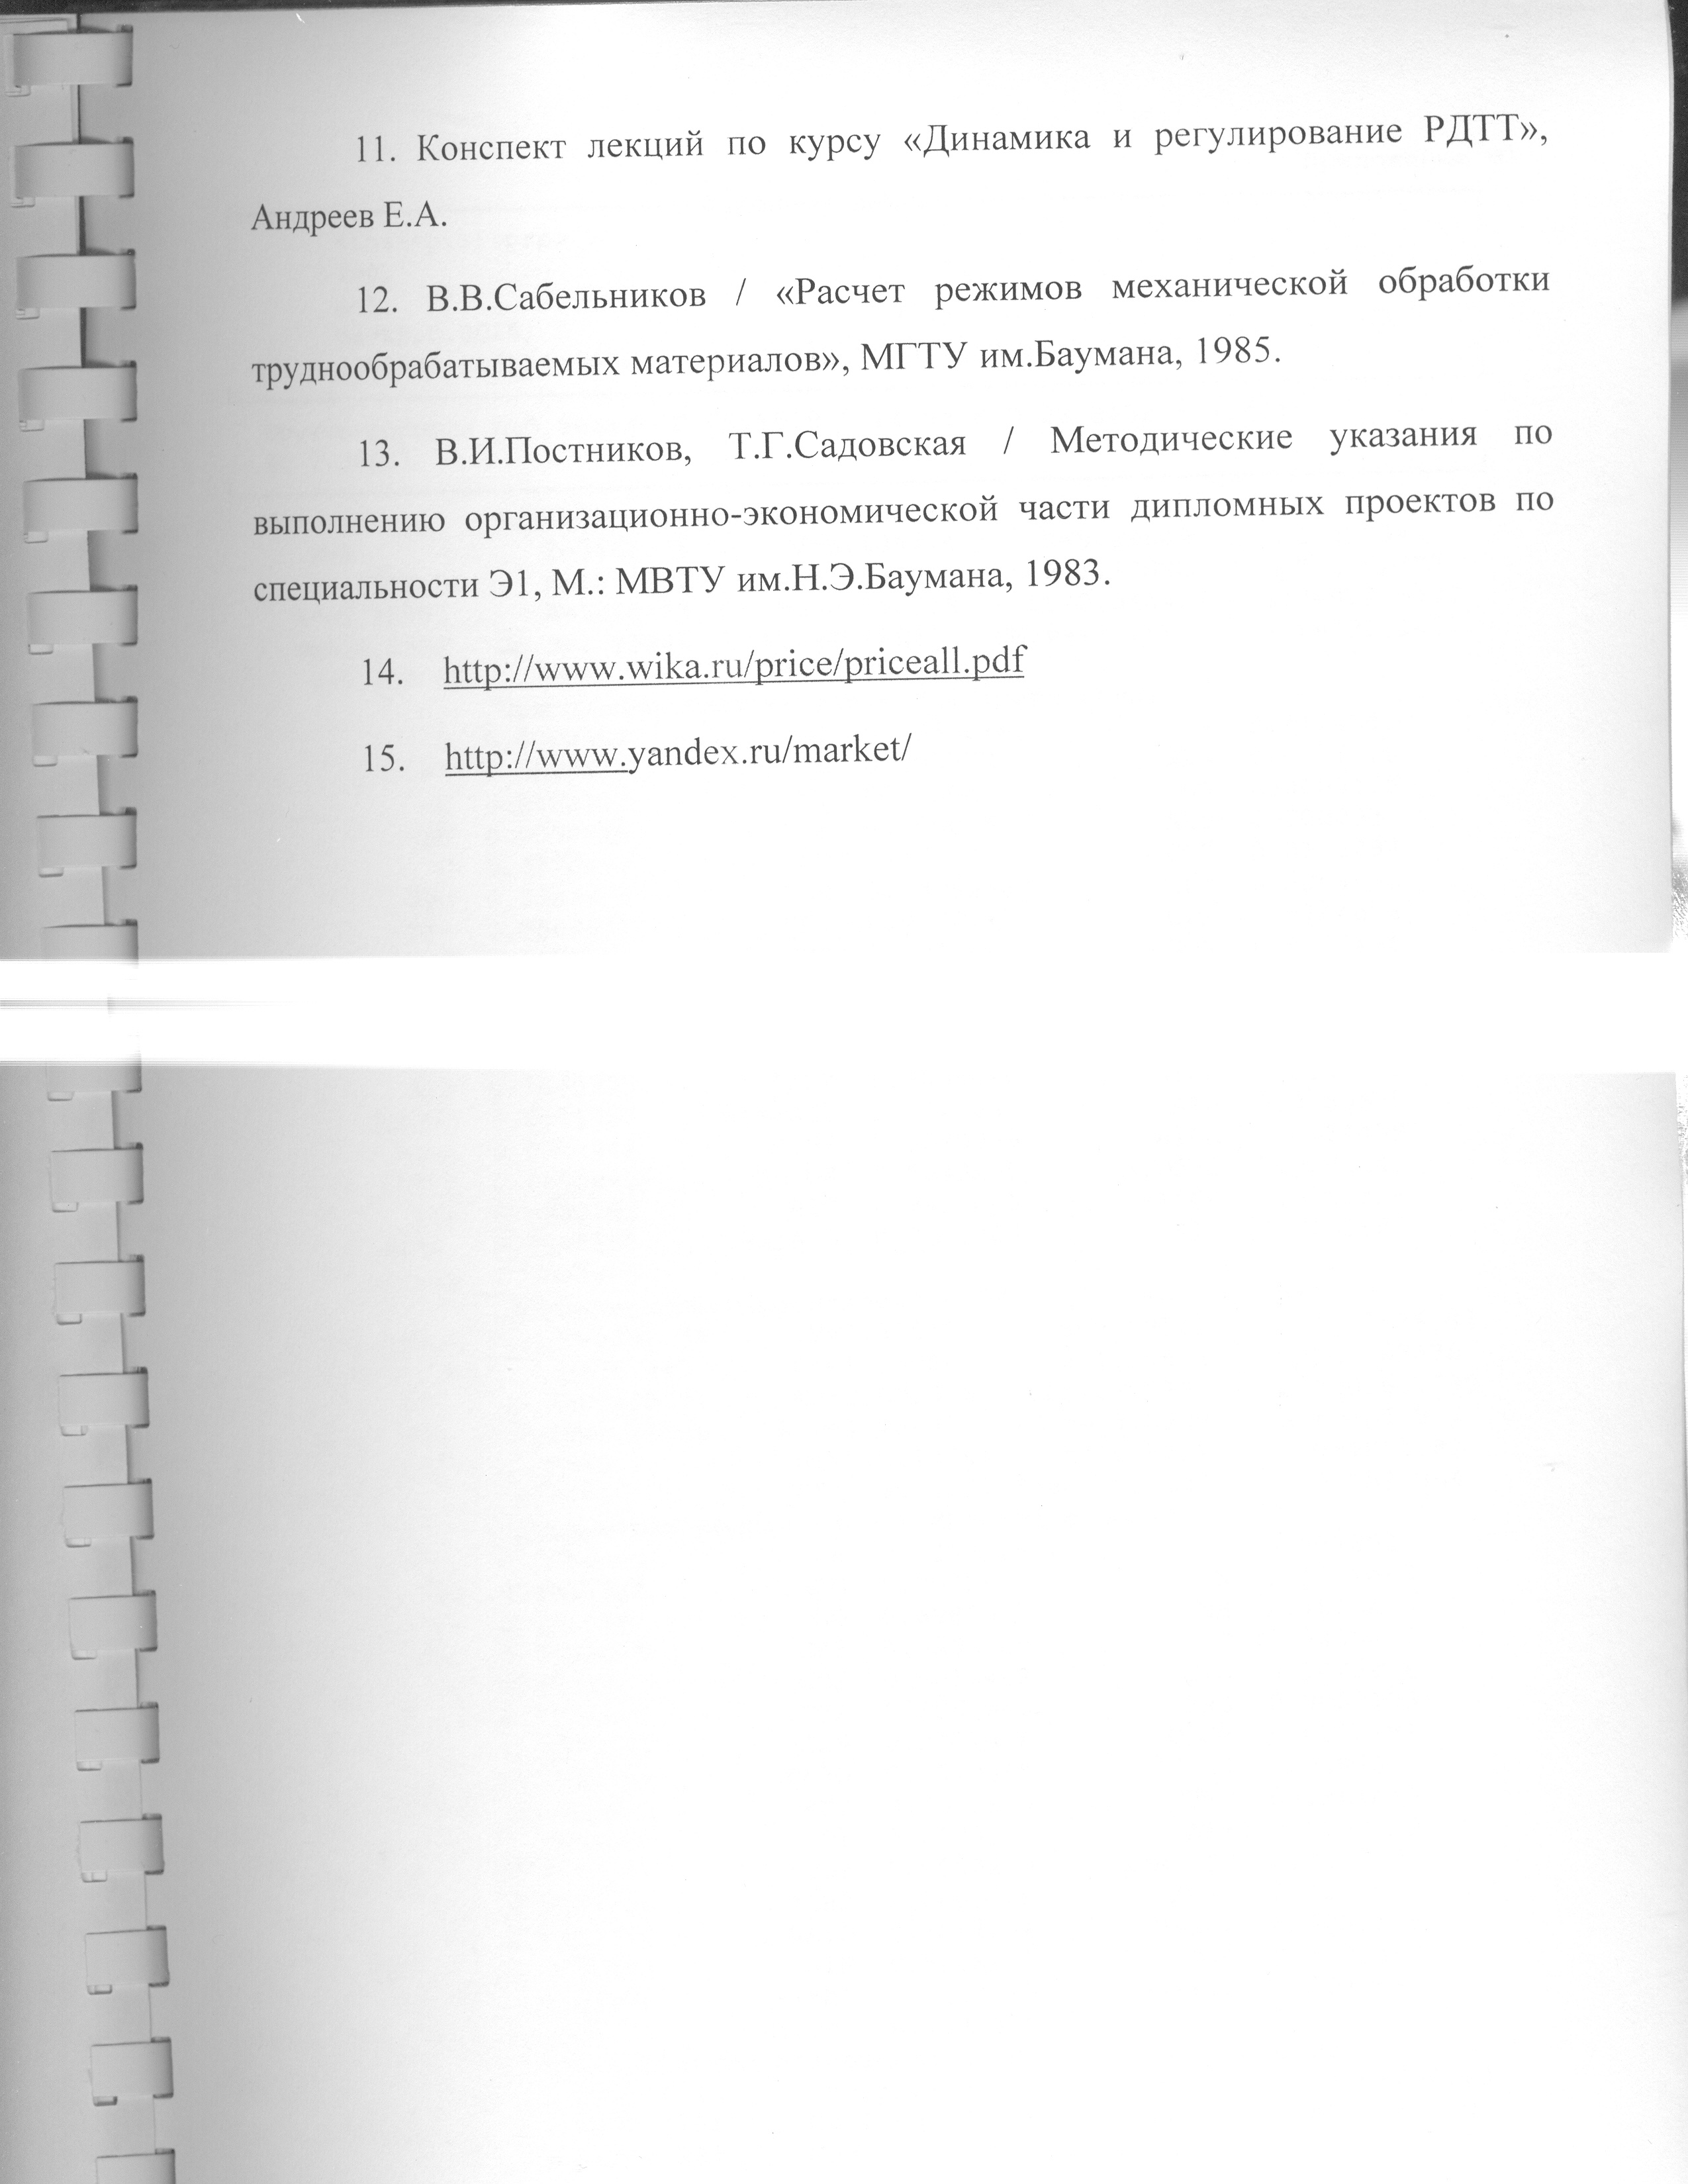 11. Конспект лекций по курсу «Динамика и регулирование РДТТ»,
Андреев Е.А.
12. В.В.Сабельников / «Расчет режимов механической обработки
труднообрабатываемых материалов», МГТУ им.Баумана, 1985.
13. В.И.Постников, Т.Г.Садовская / Методические указания по
выполнению организационно-экономической части дипломных проектов по
специальности Э1, М.: МВТУ им.Н.Э.Баумана, 1983.
14. http://www.wika.ru/price/priceall.pdf
15. http://www.yandex.ru/market/